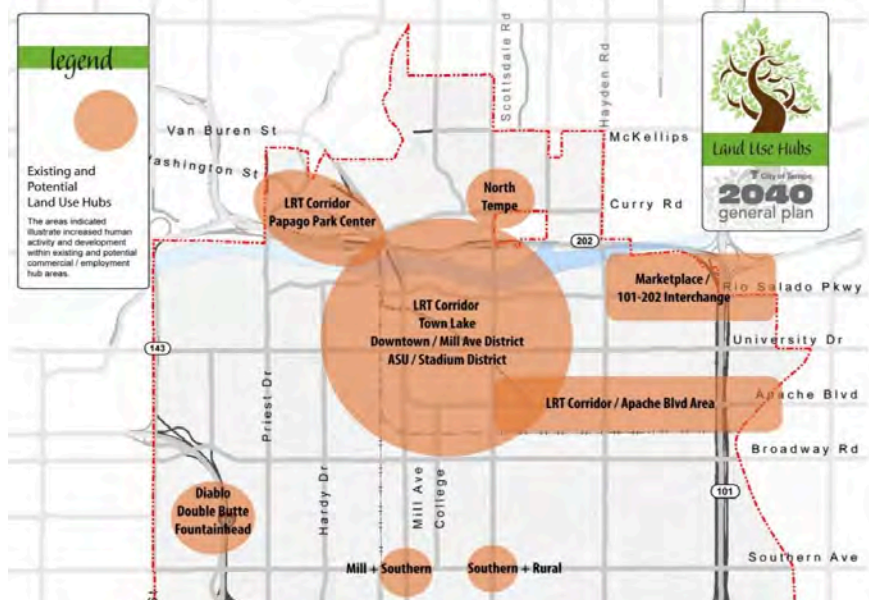 legend
Existing and
Potential
Land Use Hubs
The areas indicated
illustrate increased human
activity and development
within existing and potential
commercial / employment
hub areas.
Land Use Hubs
City of Tempe
2040
general plan
Scottsdale Rd
Hayden Rd
Van Buren St
Washington St
McKellips
Curry Rd
LRT Corridor
Papago Park Center
North
Tempe
202
Marketplace /
101-202 Interchange
Rio Salado Pkwy
LRT Corridor
Town Lake
Downtown / Mill Ave District
ASU / Stadium District
University Dr
143
Priest Dr
LRT Corridor / Apache Blvd Area
Apache Blvd
Broadway Rd
Hardy Dr
Mill Ave
College
101
Diablo
Double Butte
Fountainhead
Southern Ave
Mill + Southern
Southern + Rural